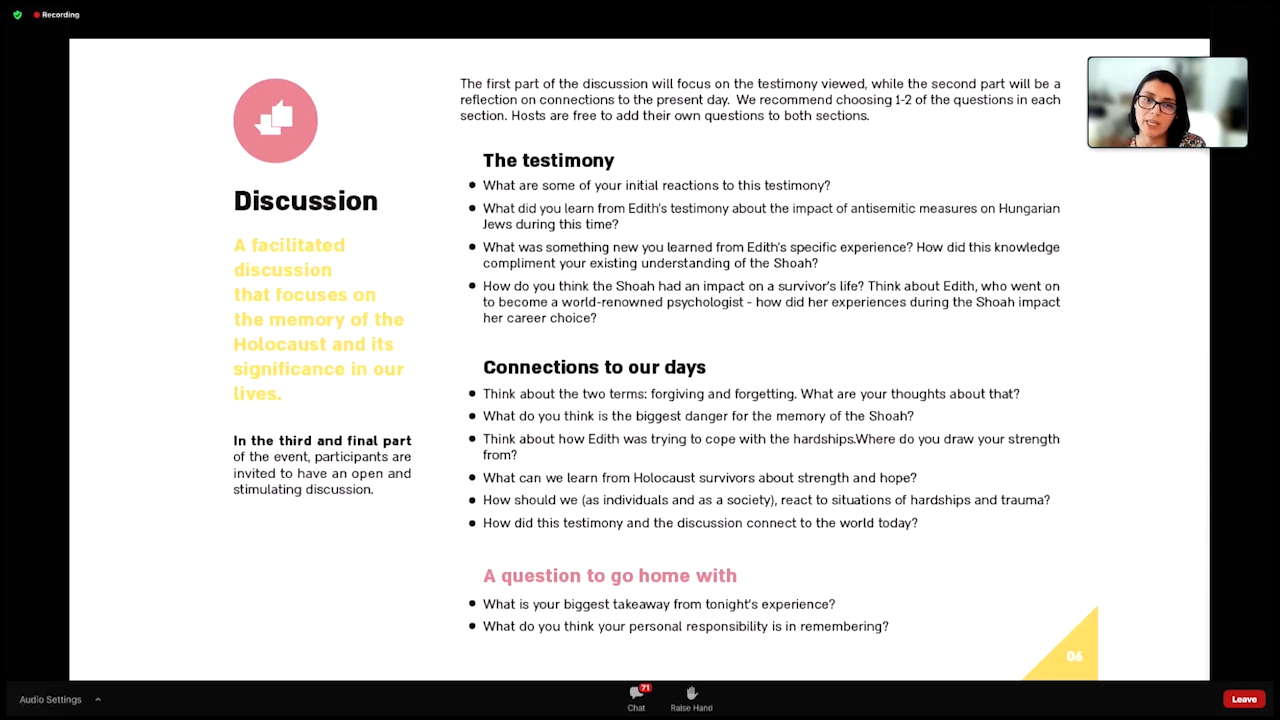 Recording
The first part of the discussion will focus on the testimony viewed, while the second part will be a
reflection on connections to the present day. We recommend choosing 1-2 of the questions in each
section. Hosts are free to add their own questions to both sections.
Discussion
A facilitated
discussion
that focuses on
the memory of the
Holocaust and its
significance in our
lives.
In the third and final part
of the event, participants are
invited to have an open and
stimulating discussion.
The testimony
• What are some of your initial reactions to this testimony?
• What did you learn from Edith's testimony about the impact of antisemitic measures on Hungarian
Jews during this time?
• What was something new you learned from Edith's specific experience? How did this knowledge
compliment your existing understanding of the Shoah?
• How do you think the Shoah had an impact on a survivor's life? Think about Edith, who went on
to become a world-renowned psychologist - how did her experiences during the Shoah impact
her career choice?
Connections to our days
• Think about the two terms: forgiving and forgetting. What are your thoughts about that?
• What do you think is the biggest danger for the memory of the Shoah?
• Think about how Edith was trying to cope with the hardships.Where do you draw your strength
from?
• What can we learn from Holocaust survivors about strength and hope?
• How should we (as individuals and as a society), react to situations of hardships and trauma?
• How did this testimony and the discussion connect to the world today?
A question to go home with
• What is your biggest takeaway from tonight's experience?
• What do you think your personal responsibility is in remembering?
06
Audio Settings
71
Chat
Raise Hand
Leave